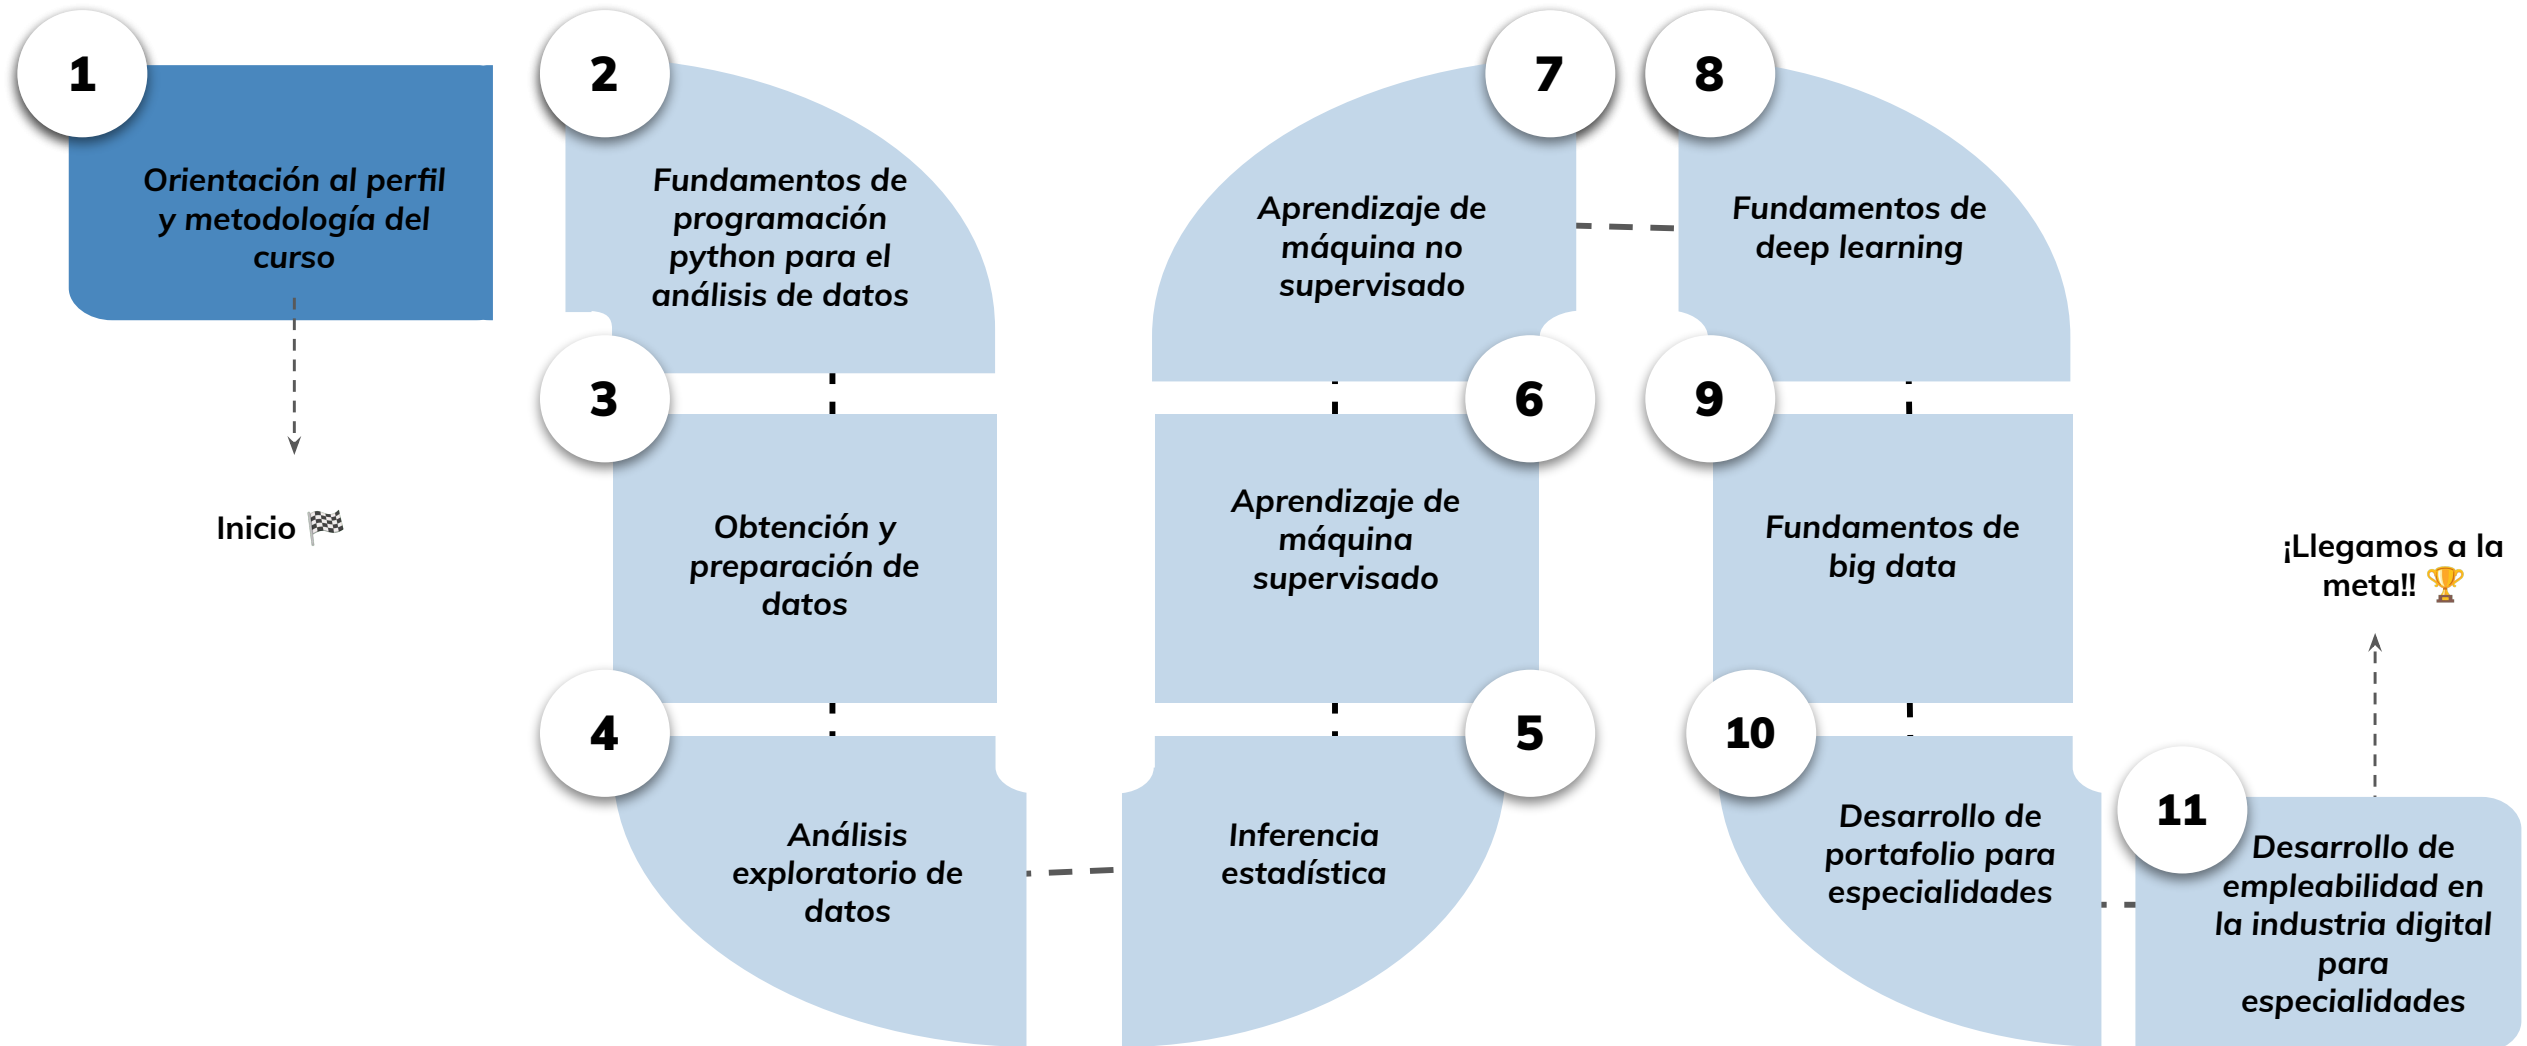 1
Orientación al perfil
y metodología del
curso
Inicio 🏁
2
Fundamentos de
programación
python para el
análisis de datos
3
Obtención y
preparación de
datos
4
Análisis
exploratorio de
datos
5
Inferencia
estadística
6
Aprendizaje de
máquina
supervisado
7
Aprendizaje de
máquina no
supervisado
8
Fundamentos de
deep learning
9
Fundamentos de
big data
10
Desarrollo de
portafolio para
especialidades
11
Desarrollo de
empleabilidad en
la industria digital
para
especialidades
¡Llegamos a la
meta!! 🏆